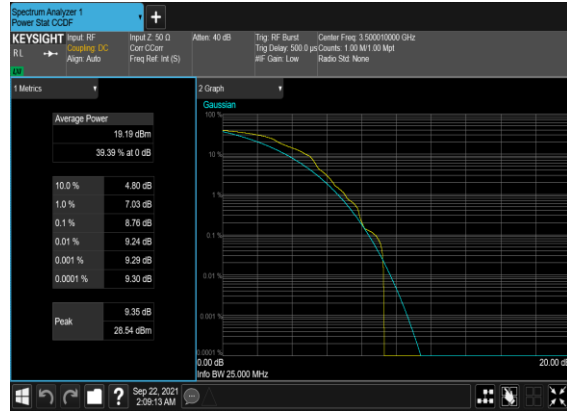 Spectrum Analyzer 1
Power Stat CCDF
KEYSIGHT
RL
Input: RF
Coupling: DC
Align: Auto
Input Z: 50 Ω
Corr CCorr
Freq Ref: Int (S)
Atten: 40 dB
Trig: RF Burst
Trig Delay: 500.0 µs
#IF Gain: Low
Center Freq: 3.500010000 GHz
Counts: 1.00 M/1.00 Mpt
Radio Std: None
1 Metrics
Average Power
19.19 dBm
39.39 % at 0 dB
10.0 % 4.80 dB
1.0 % 7.03 dB
0.1 % 8.76 dB
0.01 % 9.24 dB
0.001 % 9.29 dB
0.0001 % 9.30 dB
Peak
9.35 dB
28.54 dBm
2 Graph
Gaussian
100 %
10 %
1 %
0.1 %
0.01 %
0.001 %
0.0001 %
0.00 dB
20.00 dB
Info BW 25.000 MHz
?
Sep 22, 2021
2:09:13 AM